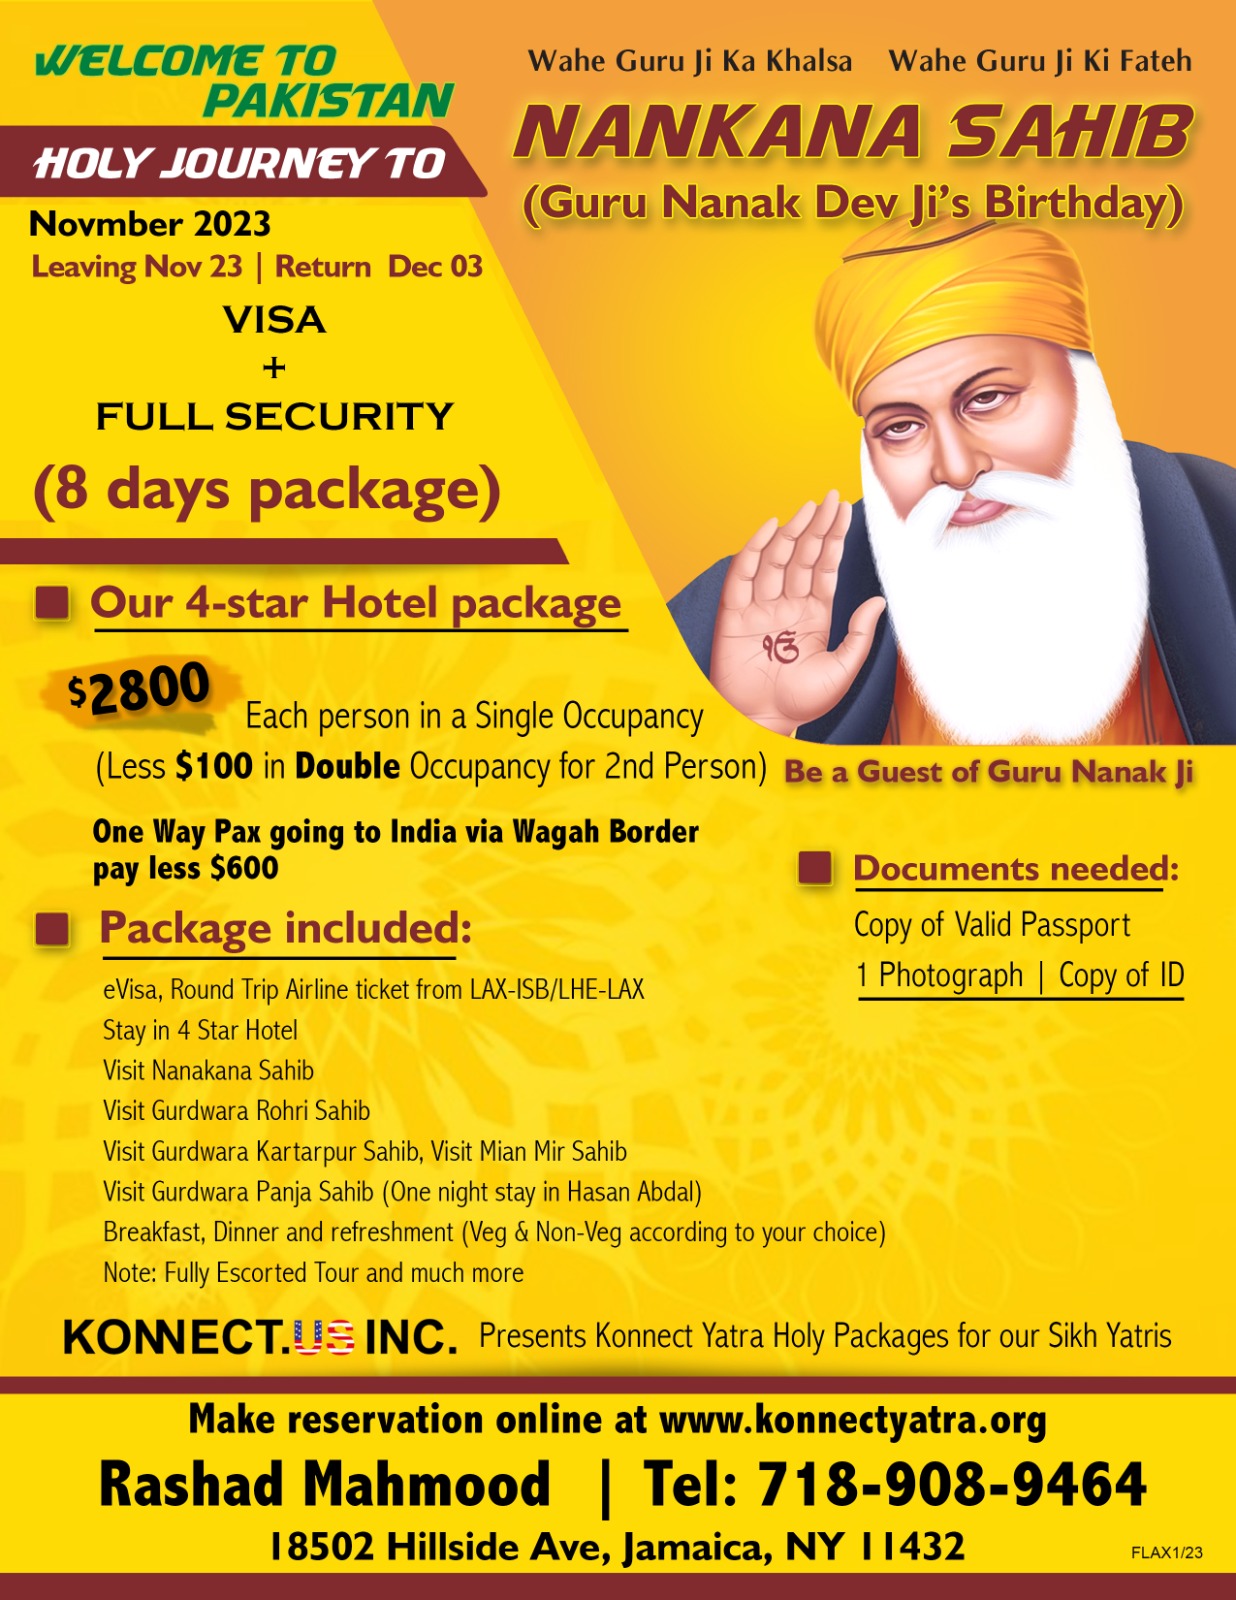 WELCOME TO
PAKISTAN
HOLY JOURNEY TO
Novmber 2023
Leaving Nov 23 | Return Dec 03
VISA
+
FULL SECURITY
(8 days package)
Wahe Guru Ji Ka Khalsa Wahe Guru Ji Ki Fateh
NANKANA SAHIB
(Guru Nanak Dev Ji's Birthday)
ੴ
Our 4-star Hotel package
$2800
Each person in a Single Occupancy
(Less $100 in Double Occupancy for 2nd Person)
Be a Guest of Guru Nanak Ji
One Way Pax going to India via Wagah Border
pay less $600
Documents needed:
Copy of Valid Passport
1 Photograph | Copy of ID
Package included:
eVisa, Round Trip Airline ticket from LAX-ISB/LHE-LAX
Stay in 4 Star Hotel
Visit Nanakana Sahib
Visit Gurdwara Rohri Sahib
Visit Gurdwara Kartarpur Sahib, Visit Mian Mir Sahib
Visit Gurdwara Panja Sahib (One night stay in Hasan Abdal)
Breakfast, Dinner and refreshment (Veg & Non-Veg according to your choice)
Note: Fully Escorted Tour and much more
KONNECT.US INC. Presents Konnect Yatra Holy Packages for our Sikh Yatris
Make reservation online at www.konnectyatra.org
Rashad Mahmood | Tel: 718-908-9464
18502 Hillside Ave, Jamaica, NY 11432
FLAX1/23